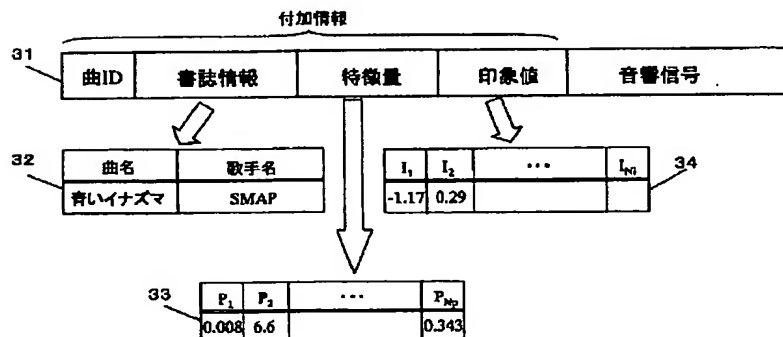 付加情報
31
曲ID 書誌情報 特徴量 印象値 音響信号
32
曲名 歌手名
青いイナズマ SMAP
I1 I2 … INi
-1.17 0.29
34
33
P1 P2 … PNp
0.008 6.6 0.343